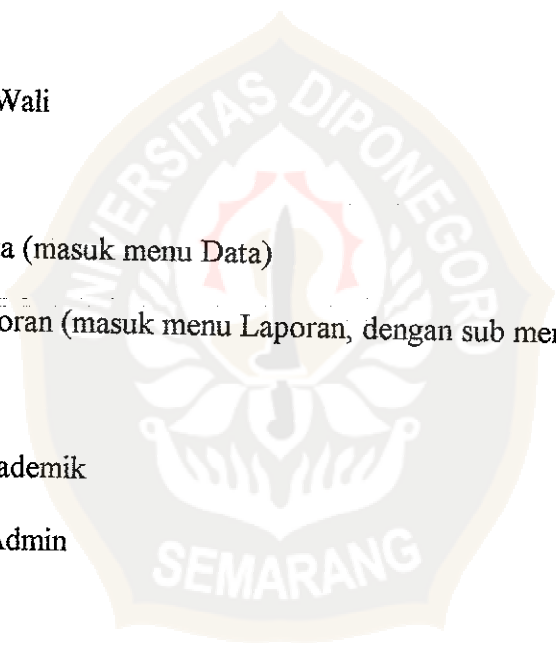 Wali
UNIVERSITAS DIPONEGORO
a (masuk menu Data)
oran (masuk menu Laporan, dengan sub men
ademik
Admin
SEMARANG